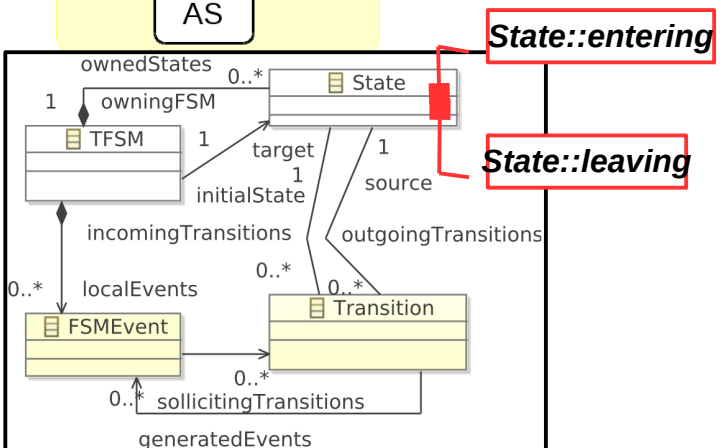 AS
State::entering
ownedStates
0..*
State
1
owningFSM
TFSM
1
target
1
1
State::leaving
initialState
source
incomingTransitions
outgoingTransitions
0..*
0..*
localEvents
0..*
Transition
FSMEvent
0..*
0..*
sollicitingTransitions
generatedEvents